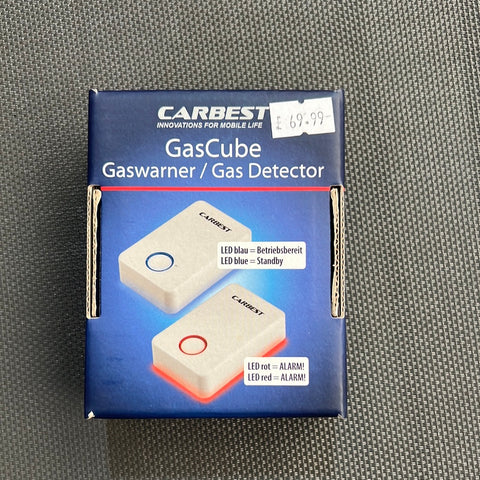 CARBEST
INNOVATIONS FOR MOBILE LIFE
£ 69.99-
GasCube
Gaswarner / Gas Detector
CARBEST
LED blau = Betriebsbereit
LED blue = Standby
CARBEST
LED rot = ALARM!
LED red = ALARM!